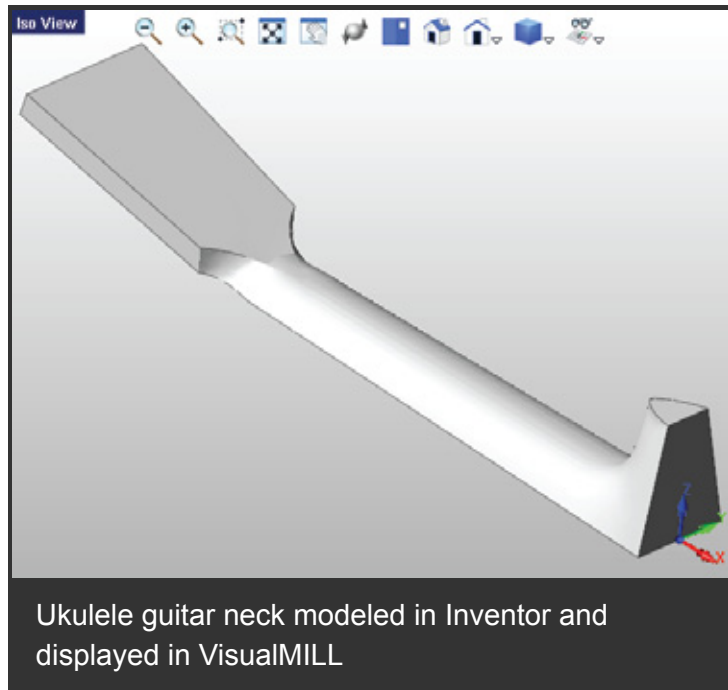 Iso View
Z
Y
X
Ukulele guitar neck modeled in Inventor and
displayed in VisualMILL